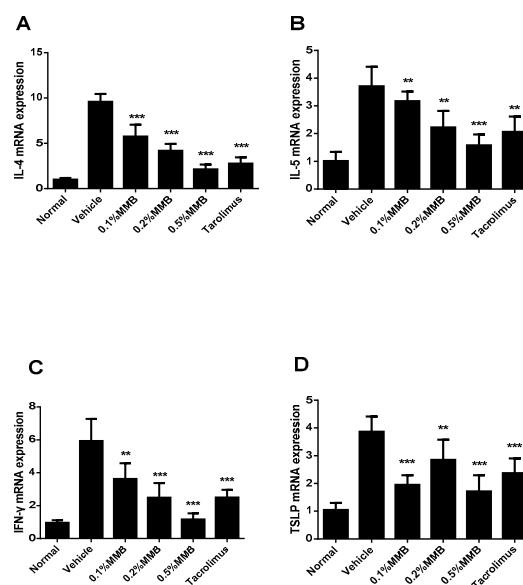 A
IL-4 mRNA expression
15
10
5
0
***
***
***
***
Normal
Vehicle
0.1%MMB
0.2%MMB
0.5%MMB
Tarolimus
B
IL-5 mRNA expression
5
4
3
2
1
0
**
**
***
**
Normal
Vehicle
0.1%MMB
0.2%MMB
0.5%MMB
Tacrolimus
C
IFN-γ mRNA expression
8
6
4
2
0
**
***
***
***
Normal
Vehicle
0.1%MMB
0.2%MMB
0.5%MMB
Tacrolimus
D
TSLP mRNA expression
5
4
3
2
1
0
***
**
***
***
Normal
Vehicle
0.1%MMB
0.2%MMB
0.5%MMB
Tacrolimus